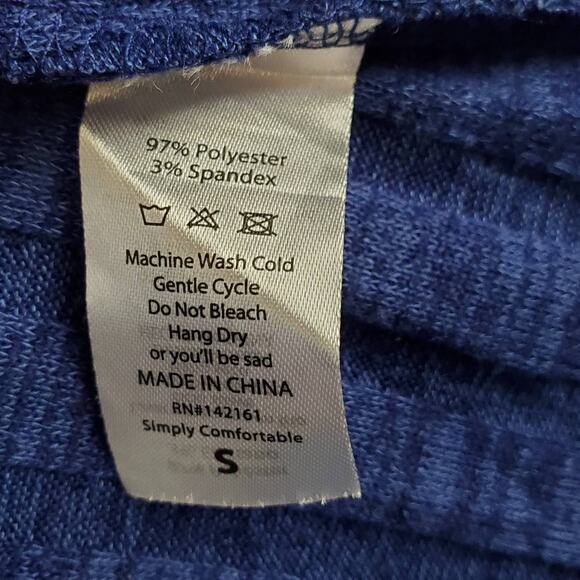 97% Polyester
3% Spandex
Machine Wash Cold
Gentle Cycle
Do Not Bleach
Hang Dry
or you'll be sad
MADE IN CHINA
RN#142161
Simply Comfortable
S